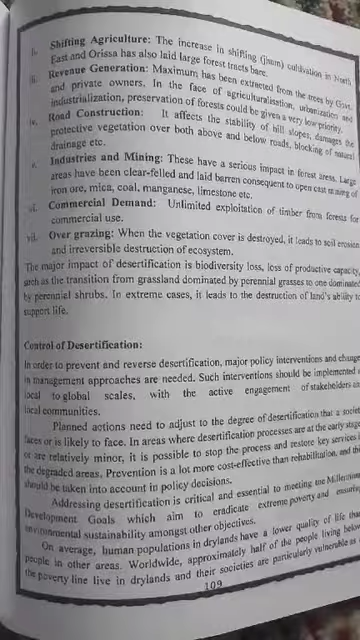 ii. Shifting Agriculture: The increase in shifting (jhum) cultivation in North
East and Orissa has also laid large forest tracts bare.
iii. Revenue Generation: Maximum has been extracted from the trees by Govt.
and private owners. In the face of agriculturalisation, urbanization and
industrialization, preservation of forests could be given a very low priority.
iv. Road Construction: It affects the stability of hill slopes, damages the
protective vegetation over both above and below roads, blocking of natural
drainage etc.
v. Industries and Mining: These have a serious impact in forest areas. Large
areas have been clear-felled and laid barren consequent to open cast mining of
iron ore, mica, coal, manganese, limestone etc.
vi. Commercial Demand: Unlimited exploitation of timber from forests for
commercial use.
vii. Over grazing: When the vegetation cover is destroyed, it leads to soil erosion
and irreversible destruction of ecosystem.
The major impact of desertification is biodiversity loss, loss of productive capacity,
such as the transition from grassland dominated by perennial grasses to one dominated
by perennial shrubs. In extreme cases, it leads to the destruction of land's ability to
support life.
Control of Desertification:
In order to prevent and reverse desertification, major policy interventions and change
in management approaches are needed. Such interventions should be implemented
local to global scales, with the active engagement of stakeholders
local communities.
Planned actions need to adjust to the degree of desertification that a societ
faces or is likely to face. In areas where desertification processes are at the early stage
or are relatively minor, it is possible to stop the process and restore key services
the degraded areas. Prevention is a lot more cost-effective than rehabilitation, and thi
should be taken into account in policy decisions.
Addressing desertification is critical and essential to meeting the Millennium
Development Goals which aim to eradicate extreme poverty and ensuring
environmental sustainability amongst other objectives.
On average, human populations in drylands have a lower quality of life than
people in other areas. Worldwide, approximately half of the people living below
the poverty line live in drylands and their societies are particularly vulnerable as
109